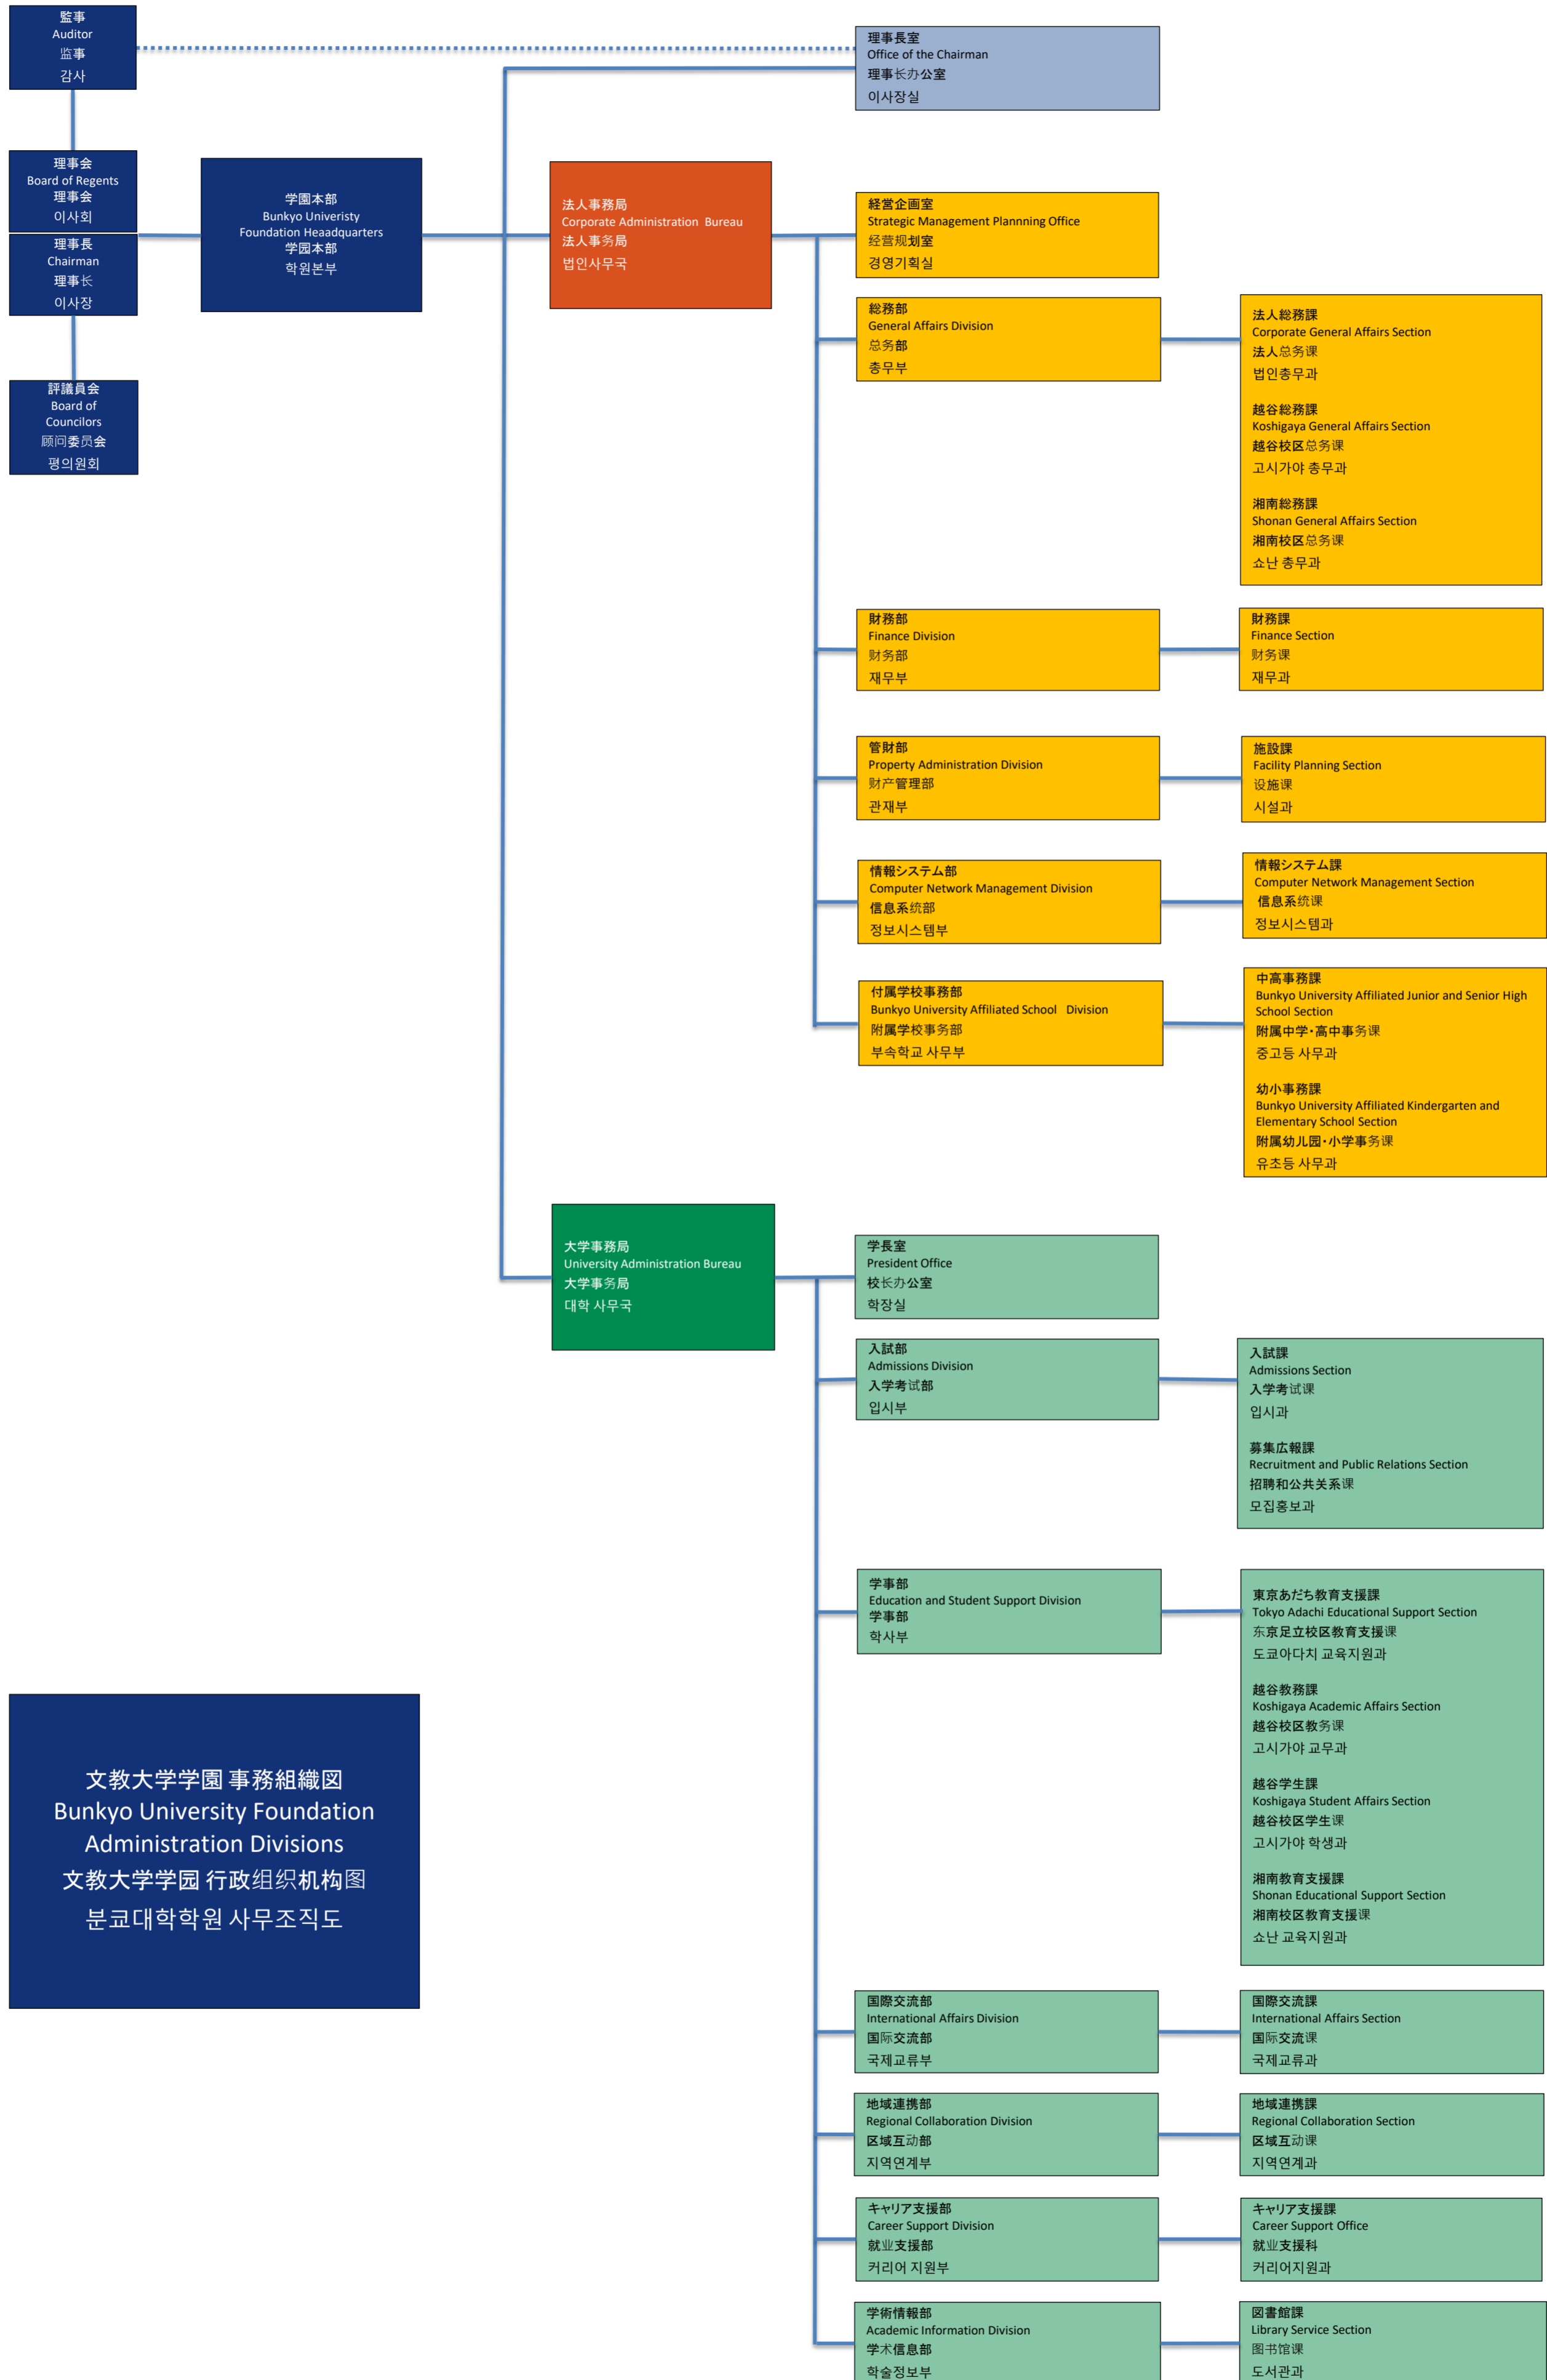 監事
Auditor
监事
감사
理事長室
Office of the Chairman
理事长办公室
이사장실
理事会
Board of Regents
理事会
이사회
理事長
Chairman
理事长
이사장
学園本部
Bunkyo Univeristy
Foundation Heaadquarters
学园本部
학원본부
法人事務局
Corporate Administration Bureau
法人事务局
법인사무국
経営企画室
Strategic Management Plannning Office
经营规划室
경영기획실
評議員会
Board of
Councilors
顾问委员会
평의원회
総務部
General Affairs Division
总务部
총무부
法人総務課
Corporate General Affairs Section
法人总务课
법인총무과
越谷総務課
Koshigaya General Affairs Section
越谷校区总务课
고시가야 총무과
湘南総務課
Shonan General Affairs Section
湘南校区总务课
쇼난 총무과
財務部
Finance Division
财务部
재무부
財務課
Finance Section
财务课
재무과
管財部
Property Administration Division
财产管理部
관재부
施設課
Facility Planning Section
设施课
시설과
情報システム部
Computer Network Management Division
信息系统部
정보시스템부
情報システム課
Computer Network Management Section
信息系统课
정보시스템과
付属学校事務部
Bunkyo University Affiliated School Division
附属学校事务部
부속학교 사무부
中高事務課
Bunkyo University Affiliated Junior and Senior High
School Section
附属中学・高中事务课
중고등 사무과
幼小事務課
Bunkyo University Affiliated Kindergarten and
Elementary School Section
附属幼儿园・小学事务课
유초등 사무과
大学事務局
University Administration Bureau
大学事务局
대학 사무국
学長室
President Office
校长办公室
학장실
入試部
Admissions Division
入学考试部
입시부
入試課
Admissions Section
入学考试课
입시과
募集広報課
Recruitment and Public Relations Section
招聘和公共关系课
모집홍보과
学事部
Education and Student Support Division
学事部
학사부
東京あだち教育支援課
Tokyo Adachi Educational Support Section
东京足立校区教育支援课
도쿄아다치 교육지원과
越谷教務課
Koshigaya Academic Affairs Section
越谷校区教务课
고시가야 교무과
越谷学生課
Koshigaya Student Affairs Section
越谷校区学生课
고시가야 학생과
湘南教育支援課
Shonan Educational Support Section
湘南校区教育支援课
쇼난 교육지원과
文教大学学園 事務組織図
Bunkyo University Foundation
Administration Divisions
文教大学学园 行政组织机构图
분쿄대학학원 사무조직도
国際交流部
International Affairs Division
国际交流部
국제교류부
国際交流課
International Affairs Section
国际交流课
국제교류과
地域連携部
Regional Collaboration Division
区域互动部
지역연계부
地域連携課
Regional Collaboration Section
区域互动课
지역연계과
キャリア支援部
Career Support Division
就业支援部
커리어 지원부
キャリア支援課
Career Support Office
就业支援科
커리어지원과
学術情報部
Academic Information Division
学术信息部
학술정보부
図書館課
Library Service Section
图书馆课
도서관과